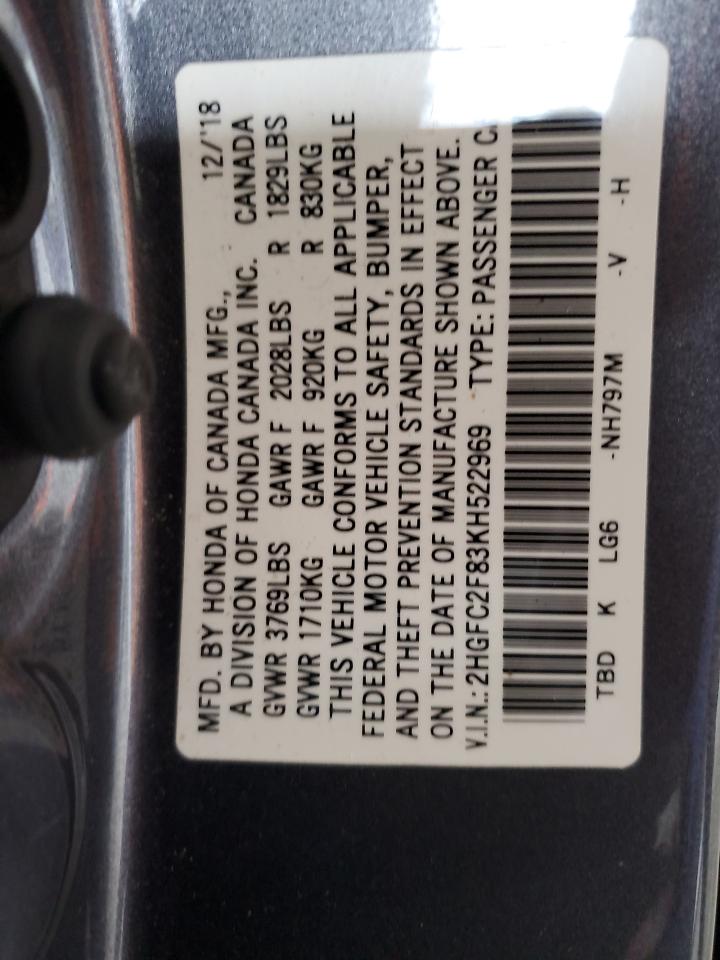 MFD. BY HONDA OF CANADA MFG., 12/'18
A DIVISION OF HONDA CANADA INC. CANADA
GVWR 3769LBS GAWR F 2028LBS R 1829LBS
GVWR 1710KG GAWR F 920KG R 830KG
THIS VEHICLE CONFORMS TO ALL APPLICABLE
FEDERAL MOTOR VEHICLE SAFETY, BUMPER,
AND THEFT PREVENTION STANDARDS IN EFFECT
ON THE DATE OF MANUFACTURE SHOWN ABOVE.
V.I.N.: 2HGFC2F83KH522969 TYPE: PASSENGER
TBD K LG6 -NH797M -V -H